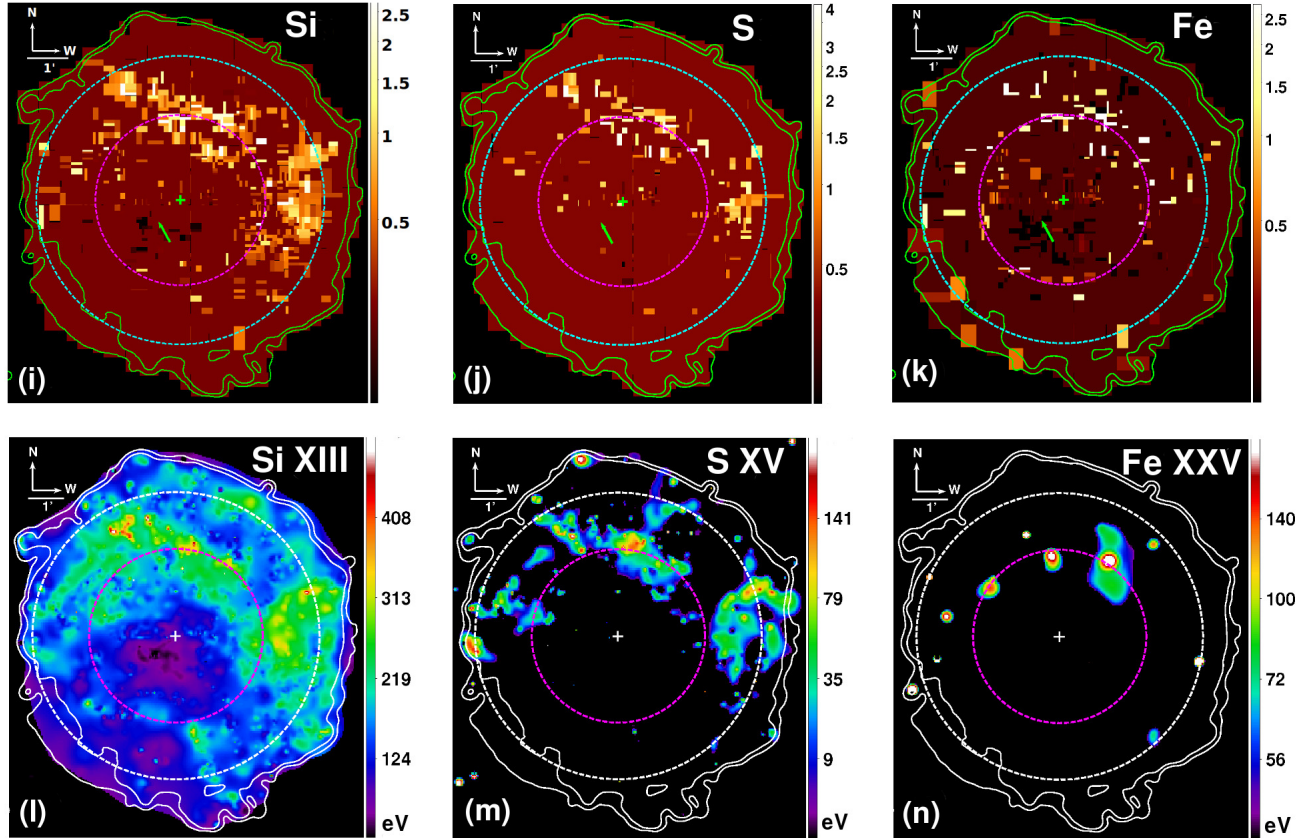 N
W
1'
Si
2.5
2
1.5
1
0.5
(i)
N
W
1'
S
4
3
2.5
2
1.5
1
0.5
(j)
N
W
1'
Fe
2.5
2
1.5
1
0.5
(k)
N
W
1'
Si XIII
408
313
219
124
eV
(l)
N
W
1'
S XV
141
79
35
9
eV
(m)
N
W
1'
Fe XXV
140
100
72
56
eV
(n)